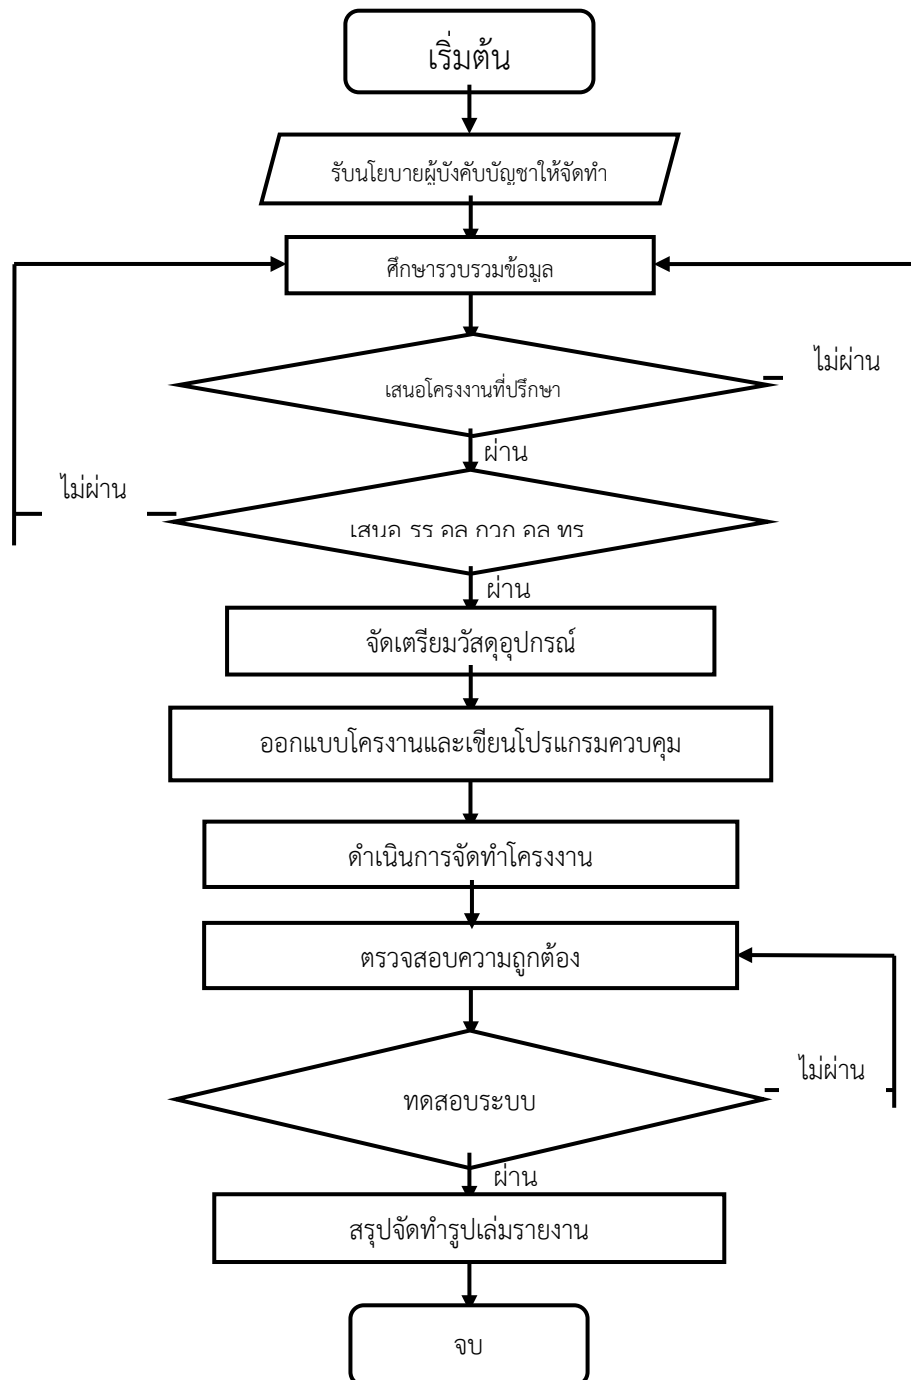 เริ่มต้น
รับนโยบายผู้บังคับบัญชาให้จัดทำ
ศึกษารวบรวมข้อมูล
ไม่ผ่าน
เสนอโครงงานที่ปรึกษา
ผ่าน
ไม่ผ่าน
เสนอ
ผ่าน
จัดเตรียมวัสดุอุปกรณ์
ออกแบบโครงานและเขียนโปรแกรมควบคุม
ดำเนินการจัดทำโครงงาน
ตรวจสอบความถูกต้อง
ไม่ผ่าน
ทดสอบระบบ
ผ่าน
สรุปจัดทำรูปเล่มรายงาน
จบ